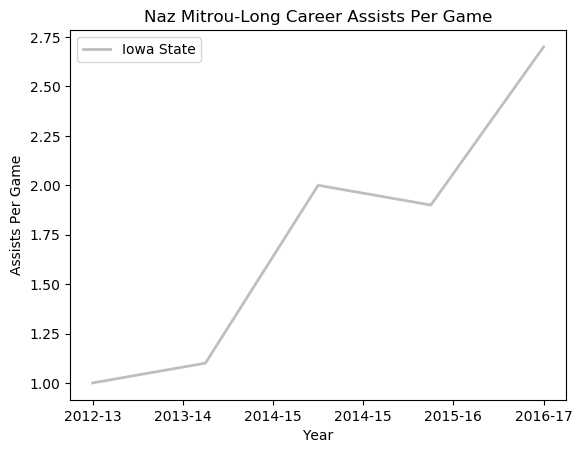 Naz Mitrou-Long Career Assists Per Game
Iowa State
2.75
2.50
2.25
2.00
1.75
1.50
1.25
1.00
Assists Per Game
2012-13 2013-14 2014-15 2014-15 2015-16 2016-17
Year